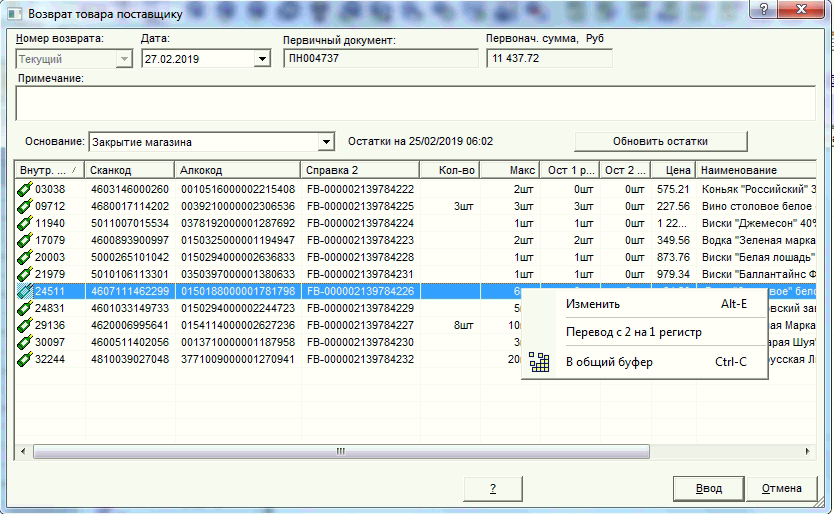 Возврат товара поставщику
Номер возврата: Дата: Первичный документ: Первонач. сумма, Руб
Текущий 27.02.2019 ПН004737 11 437.72
Примечание:
Основание: Закрытие магазина Остатки на 25/02/2019 06:02 Обновить остатки
Внутр. ... Сканкод Алкокод Справка 2 Кол-во Макс Ост 1 р... Ост 2 ... Цена Наименование
03038 4603146000260 0010516000002215408 FB-000002139784222 2шт 0шт 0шт 575.21 Коньяк "Российский" 3
09712 4680017114202 0039210000002306536 FB-000002139784225 3шт 3шт 3шт 0шт 227.56 Вино столовое белое
11940 5011007015534 0378192000001287692 FB-000002139784224 1шт 1шт 0шт 1 22... Виски "Джемесон" 40%
17079 4600893900997 0150325000001194947 FB-000002139784223 2шт 2шт 0шт 349.56 Водка "Зеленая марка
20003 5000265101042 0150294000002636833 FB-000002139784228 1шт 1шт 0шт 873.76 Виски "Белая лошадь"
21979 5010106113301 0350397000001380633 FB-000002139784231 1шт 1шт 0шт 979.34 Виски "Баллантайнс Ф
24511 4607111462299 0150188000001781798 FB-000002139784226
24831 4601033149733 0150294000002244723 FB-000002139784229
29136 4620006995641 0154114000002627236 FB-000002139784227 8шт 10
30097 4600511402056 0013710000001187958 FB-000002139784230
32244 4810039027048 3771009000001270941 FB-000002139784232 20
Изменить Alt-E
Перевод с 2 на 1 регистр
В общий буфер Ctrl-C
? Ввод Отмена